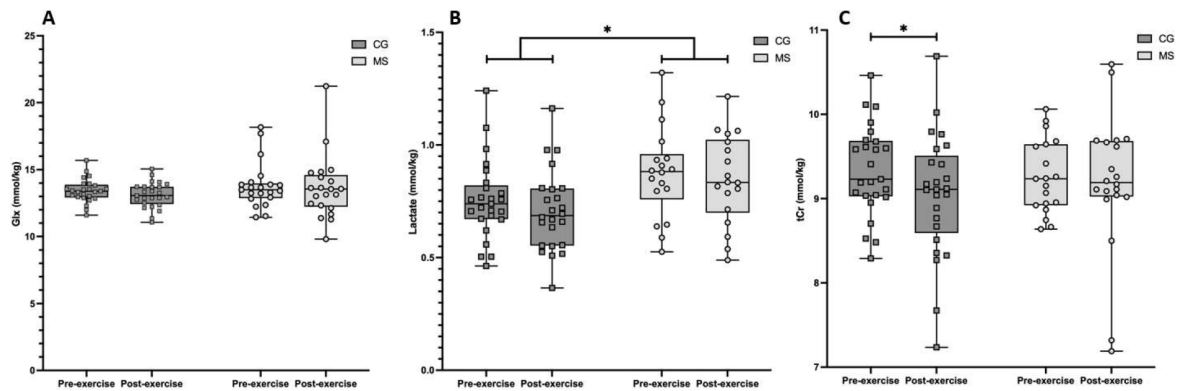 A
Glx (mmol/kg)
25
20
15
10
5
0
CG
MS
Pre-exercise Post-exercise Pre-exercise Post-exercise
B
Lactate (mmol/kg)
1.5
1.0
0.5
0.0
*
CG
MS
Pre-exercise Post-exercise Pre-exercise Post-exercise
C
tCr (mmol/kg)
11
10
9
8
7
*
CG
MS
Pre-exercise Post-exercise Pre-exercise Post-exercise